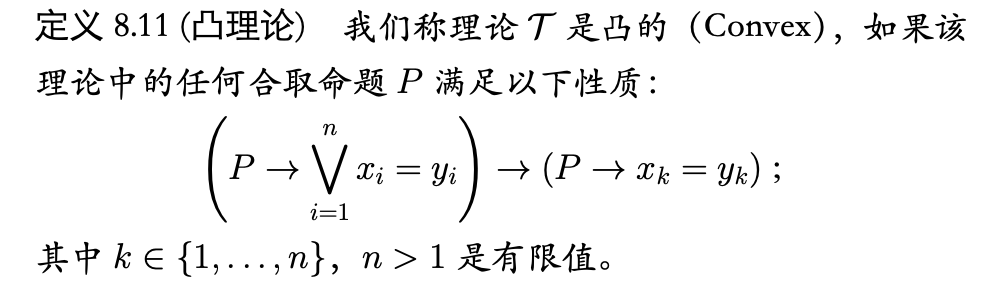 定义 8.11 (凸理论) 我们称理论 𝒯 是凸的（Convex），如果该
理论中的任何合取命题 P 满足以下性质：
(P → ⋁_{i=1}^{n} x_i = y_i) → (P → x_k = y_k)；
其中 k ∈ {1, . . . , n}，n > 1 是有限值。